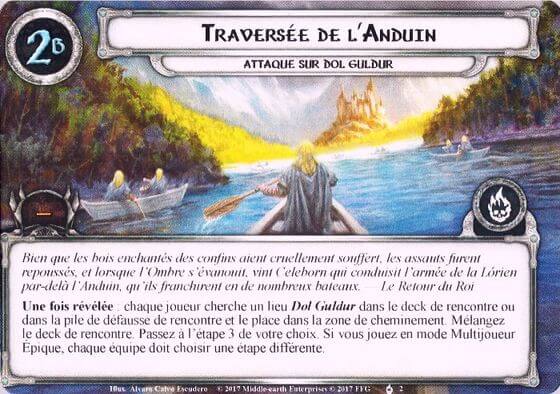 2B
TRAVERSÉE DE L'ANDUIN
ATTAQUE SUR DOL GULDUR
Bien que les bois enchantés des confins aient cruellement souffert, les assauts furent
repoussés, et lorsque l'Ombre s'évanouit, vint Celeborn qui conduisit l'armée de la Lórien
par-delà l'Anduin, qu'ils franchirent en de nombreux bateaux. — Le Retour du Roi
Une fois révélée : chaque joueur cherche un lieu Dol Guldur dans le deck de rencontre ou
dans la pile de défausse de rencontre et le place dans la zone de cheminement. Mélangez
le deck de rencontre. Passez à l'étape 3 de votre choix. Si vous jouez en mode Multijoueur
Épique, chaque équipe doit choisir une étape différente.
Illus. Alvaro Calvo Escudero © 2017 Middle-earth Enterprises © 2017 FFG 2